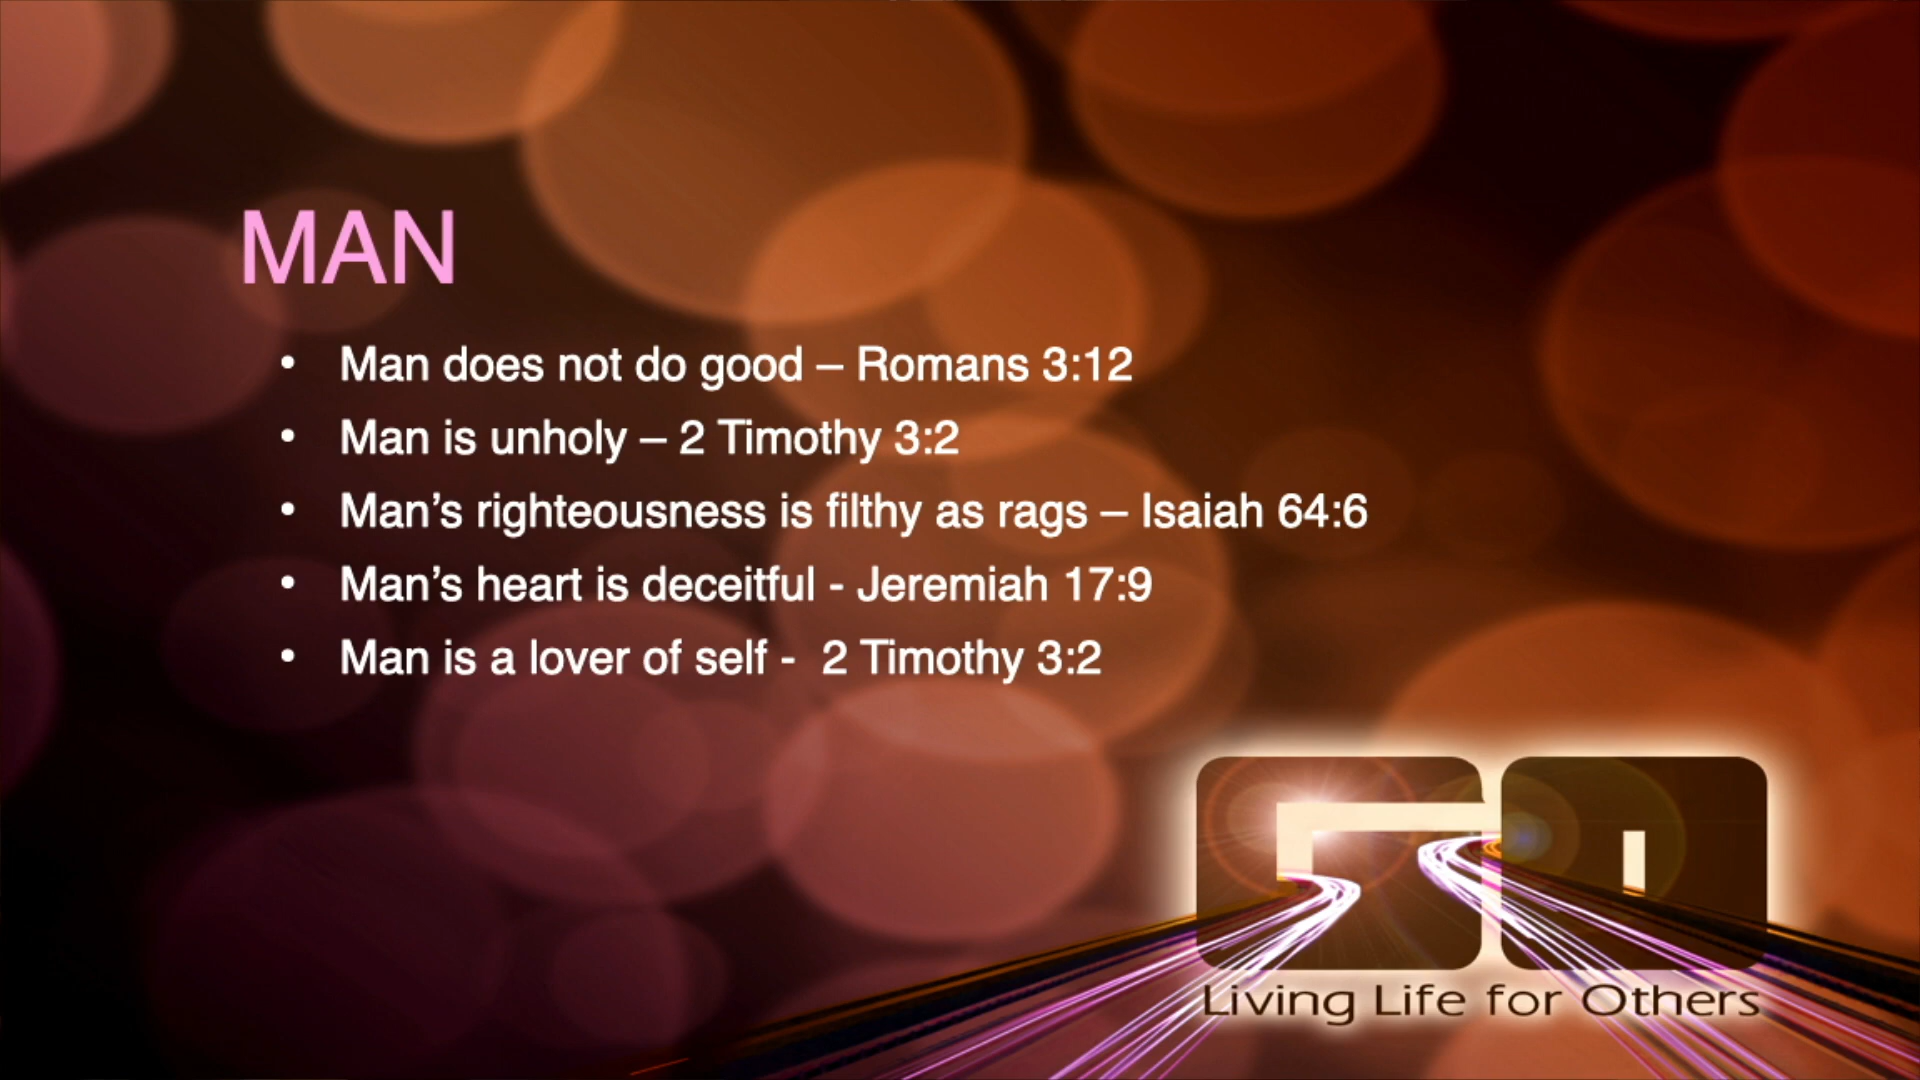 MAN
• Man does not do good – Romans 3:12
• Man is unholy – 2 Timothy 3:2
• Man’s righteousness is filthy as rags – Isaiah 64:6
• Man’s heart is deceitful - Jeremiah 17:9
• Man is a lover of self -  2 Timothy 3:2
Living Life for Others